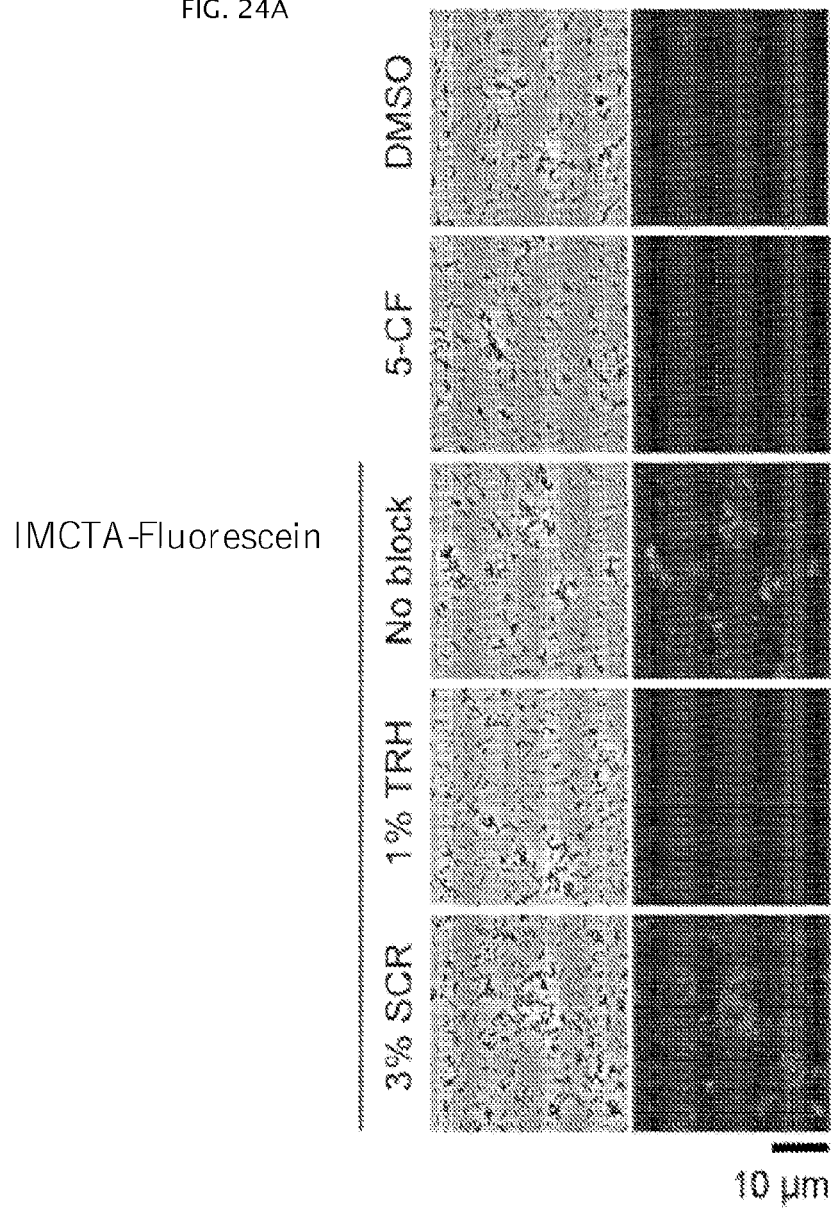 FIG. 24A
DMSO
5-CF
IMCTA-Fluorescein
No block
1% TRH
3% SCR
10 µm